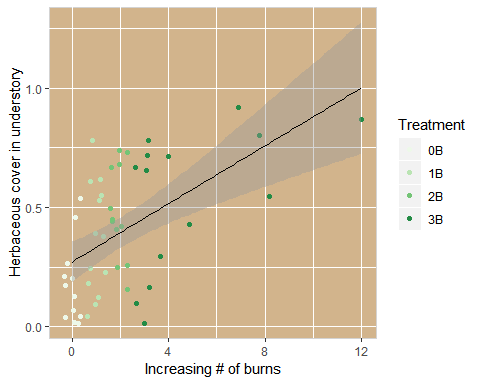 Herbaceous cover in understory
1.0
0.5
0.0
0
4
8
12
Increasing # of burns
Treatment
0B
1B
2B
3B